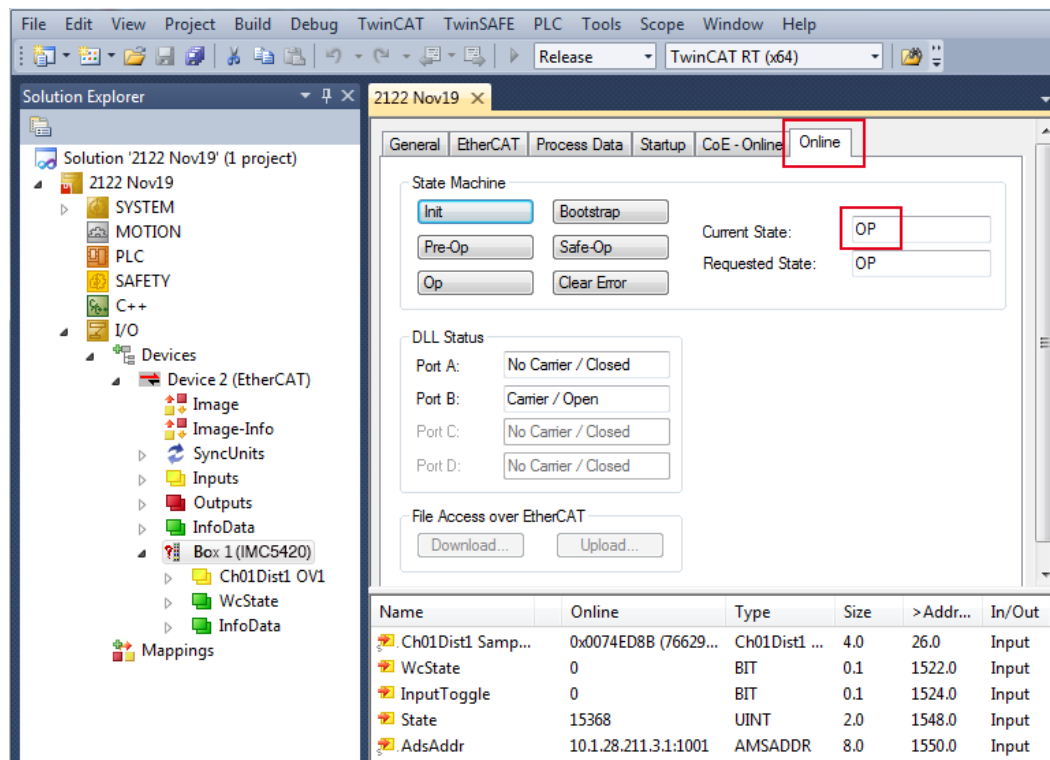 File Edit View Project Build Debug TwinCAT TwinSAFE PLC Tools Scope Window Help
Release TwinCAT RT (x64)
Solution Explorer
2122 Nov19
General EtherCAT Process Data Startup CoE - Online Online
Solution '2122 Nov19' (1 project)
2122 Nov19
SYSTEM
MOTION
PLC
SAFETY
C++
I/O
Devices
Device 2 (EtherCAT)
Image
Image-Info
SyncUnits
Inputs
Outputs
InfoData
Box 1 (IMC5420)
Ch01Dist1 OV1
WcState
InfoData
Mappings
State Machine
Init Bootstrap
Pre-Op Safe-Op
Op Clear Error
Current State: OP
Requested State: OP
DLL Status
Port A: No Carrier / Closed
Port B: Carrier / Open
Port C: No Carrier / Closed
Port D: No Carrier / Closed
File Access over EtherCAT
Download... Upload...
Name Online Type Size >Addr... In/Out
Ch01Dist1 Samp... 0x0074ED8B (76629... Ch01Dist1 ... 4.0 26.0 Input
WcState 0 BIT 0.1 1522.0 Input
InputToggle 0 BIT 0.1 1524.0 Input
State 15368 UINT 2.0 1548.0 Input
AdsAddr 10.1.28.211.3.1:1001 AMSADDR 8.0 1550.0 Input